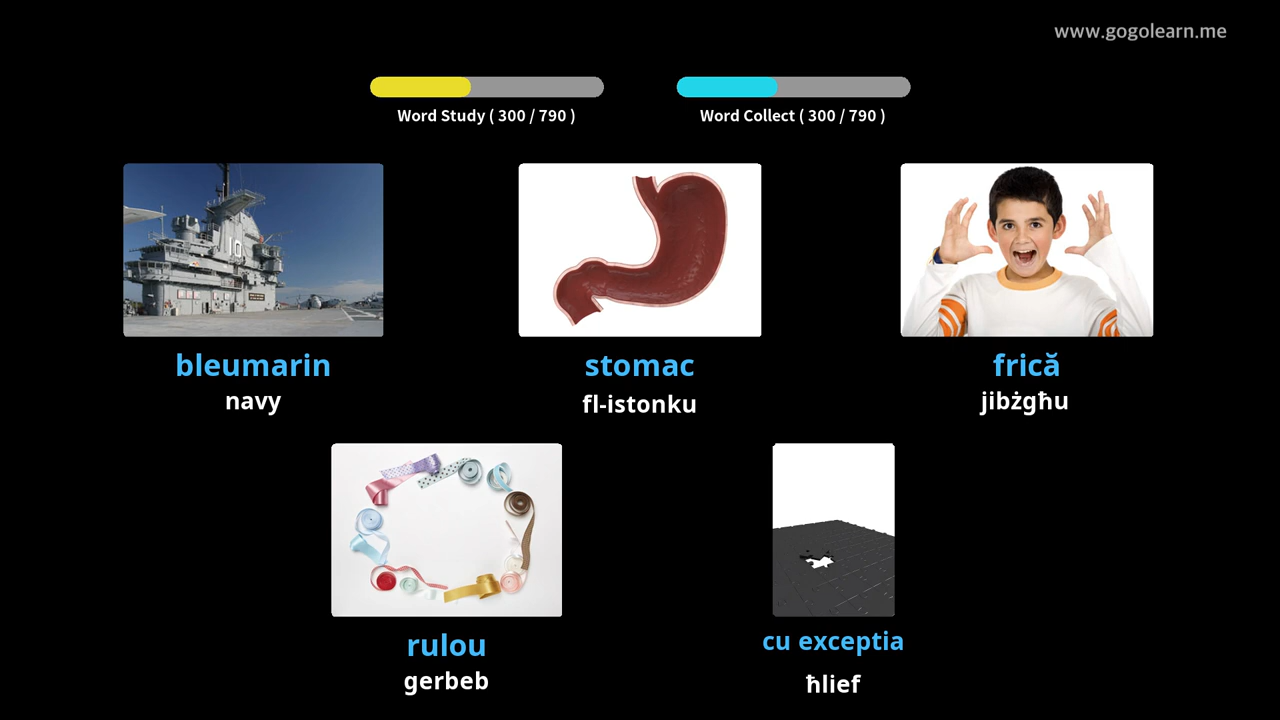 www.gogolearn.me
Word Study ( 300 / 790 )
Word Collect ( 300 / 790 )
bleumarin
navy
stomac
fl-istonku
frică
jibżgħu
rulou
gerbeb
cu exceptia
ħlief